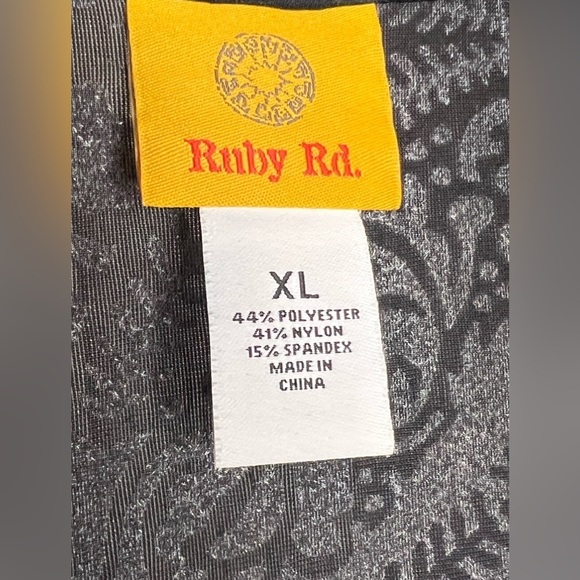 Ruby Rd.
XL
44% POLYESTER
41% NYLON
15% SPANDEX
MADE IN
CHINA